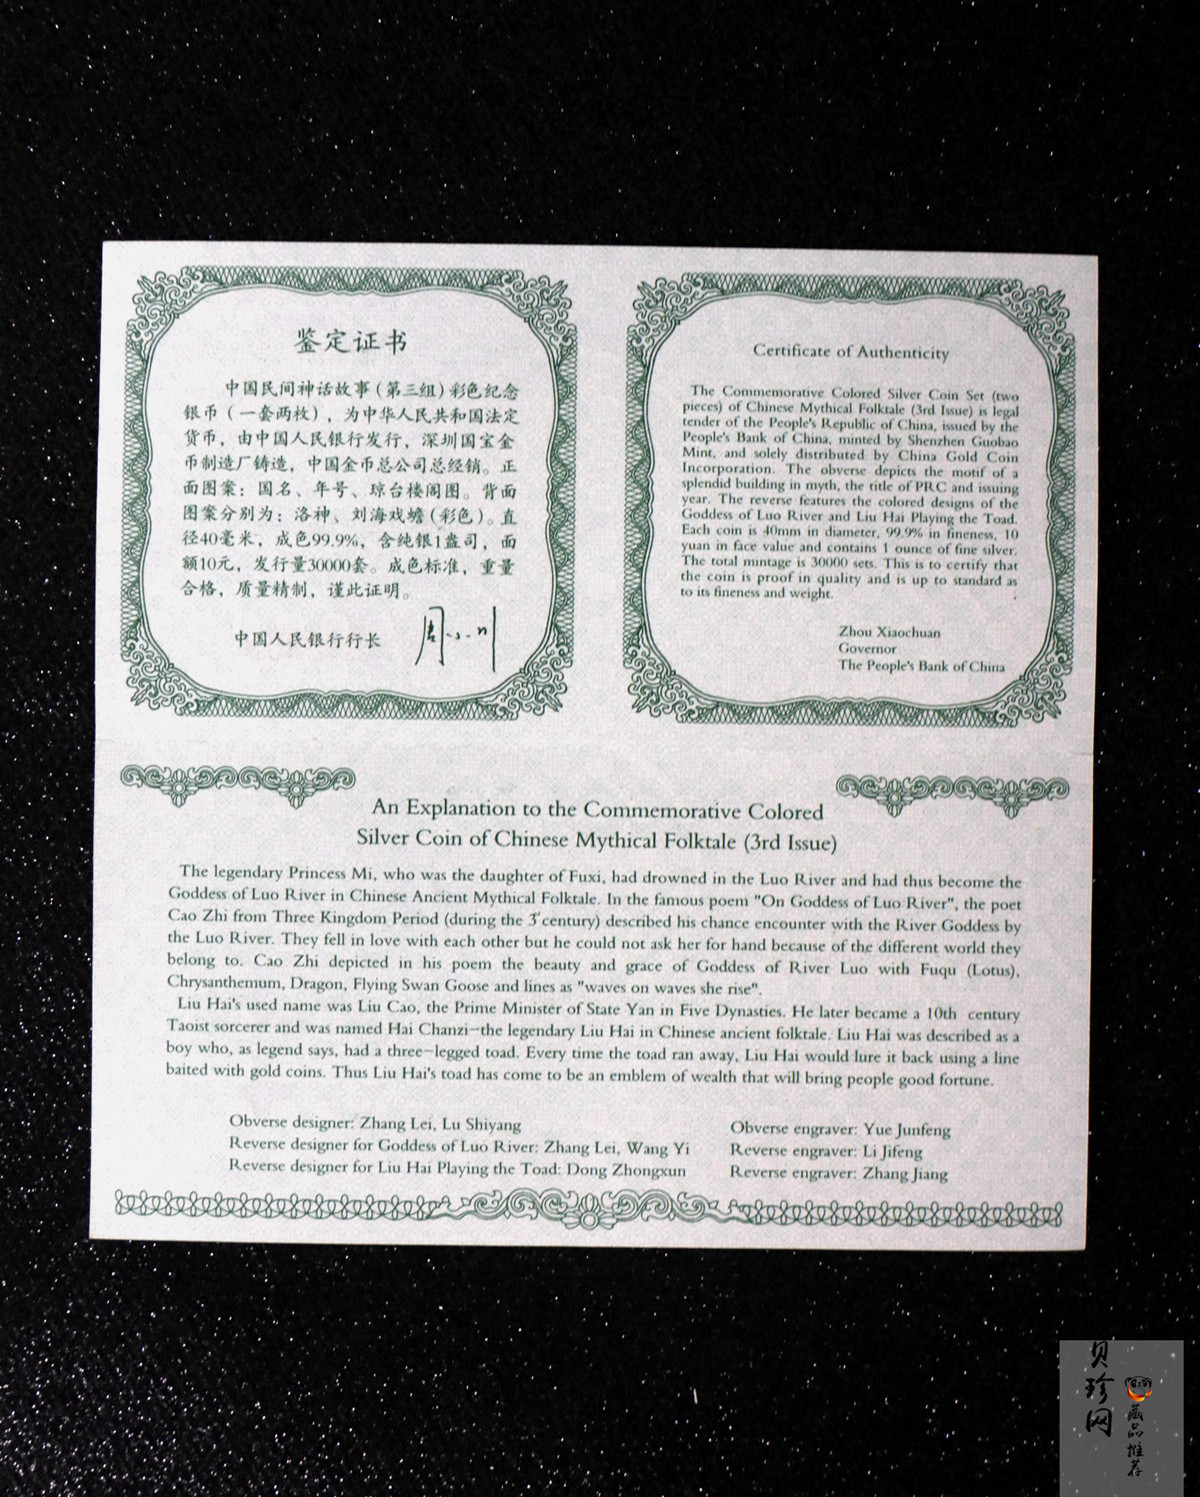 鉴定证书
中国民间神话故事（第三组）彩色纪念
银币（一套两枚），为中华人民共和国法定
货币，由中国人民银行发行，深圳国宝金
币制造厂铸造，中国金币总公司总经销。正
面图案：国名、年号、琼台楼阁图。背面
图案分别为：洛神、刘海戏蟾（彩色）。直
径40毫米，成色99.9%，含纯银1盎司，面
额10元，发行量30000套。成色标准，重量
合格，质量精制，谨此证明。
中国人民银行行长 周小川
Certificate of Authenticity
The Commemorative Colored Silver Coin Set (two
pieces) of Chinese Mythical Folktale (3rd Issue) is legal
tender of the People's Republic of China, issued by the
People's Bank of China, minted by Shenzhen Guobao
Mint, and solely distributed by China Gold Coin
Incorporation. The obverse depicts the motif of a
splendid building in myth, the title of PRC and issuing
year. The reverse features the colored designs of the
Goddess of Luo River and Liu Hai Playing the Toad.
Each coin is 40mm in diameter, 99.9% in fineness, 10
yuan in face value and contains 1 ounce of fine silver.
The total mintage is 30000 sets. This is to certify that
the coin is proof in quality and is up to standard as
to its fineness and weight.
Zhou Xiaochuan
Governor
The People's Bank of China
An Explanation to the Commemorative Colored
Silver Coin of Chinese Mythical Folktale (3rd Issue)
The legendary Princess Mi, who was the daughter of Fuxi, had drowned in the Luo River and had thus become the
Goddess of Luo River in Chinese Ancient Mythical Folktale. In the famous poem "On Goddess of Luo River", the poet
Cao Zhi from Three Kingdom Period (during the 3rd century) described his chance encounter with the River Goddess by
the Luo River. They fell in love with each other but he could not ask her for hand because of the different world they
belong to. Cao Zhi depicted in his poem the beauty and grace of Goddess of River Luo with Fuqu (Lotus),
Chrysanthemum, Dragon, Flying Swan Goose and lines as "waves on waves she rise".
Liu Hai's used name was Liu Cao, the Prime Minister of State Yan in Five Dynasties. He later became a 10th century
Taoist sorcerer and was named Hai Chanzi—the legendary Liu Hai in Chinese ancient folktale. Liu Hai was described as a
boy who, as legend says, had a three-legged toad. Every time the toad ran away, Liu Hai would lure it back using a line
baited with gold coins. Thus Liu Hai's toad has come to be an emblem of wealth that will bring people good fortune.
Obverse designer: Zhang Lei, Lu Shiyang
Obverse engraver: Yue Junfeng
Reverse designer for Goddess of Luo River: Zhang Lei, Wang Yi
Reverse engraver: Li Jifeng
Reverse designer for Liu Hai Playing the Toad: Dong Zhongxun
Reverse engraver: Zhang Jiang
贝珍网
藏品推荐